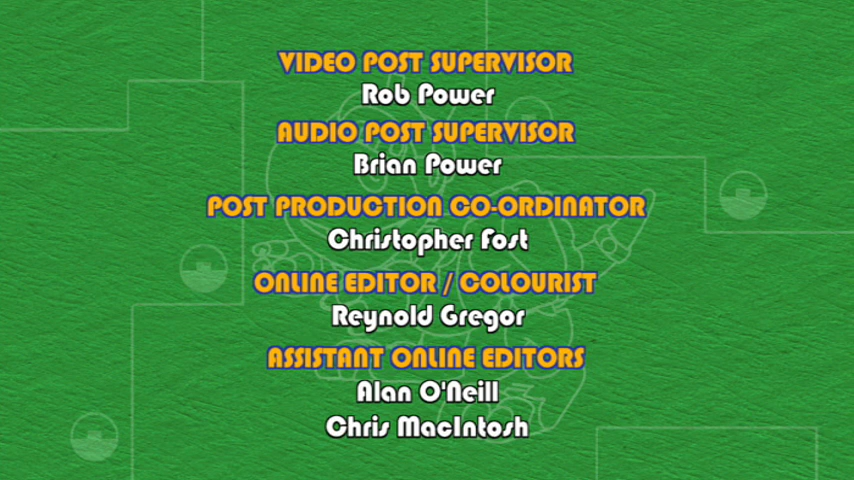 VIDEO POST SUPERVISOR
Rob Power
AUDIO POST SUPERVISOR
Brian Power
POST PRODUCTION CO-ORDINATOR
Christopher Fost
ONLINE EDITOR / COLOURIST
Reynold Gregor
ASSISTANT ONLINE EDITORS
Alan O'Neill
Chris MacIntosh